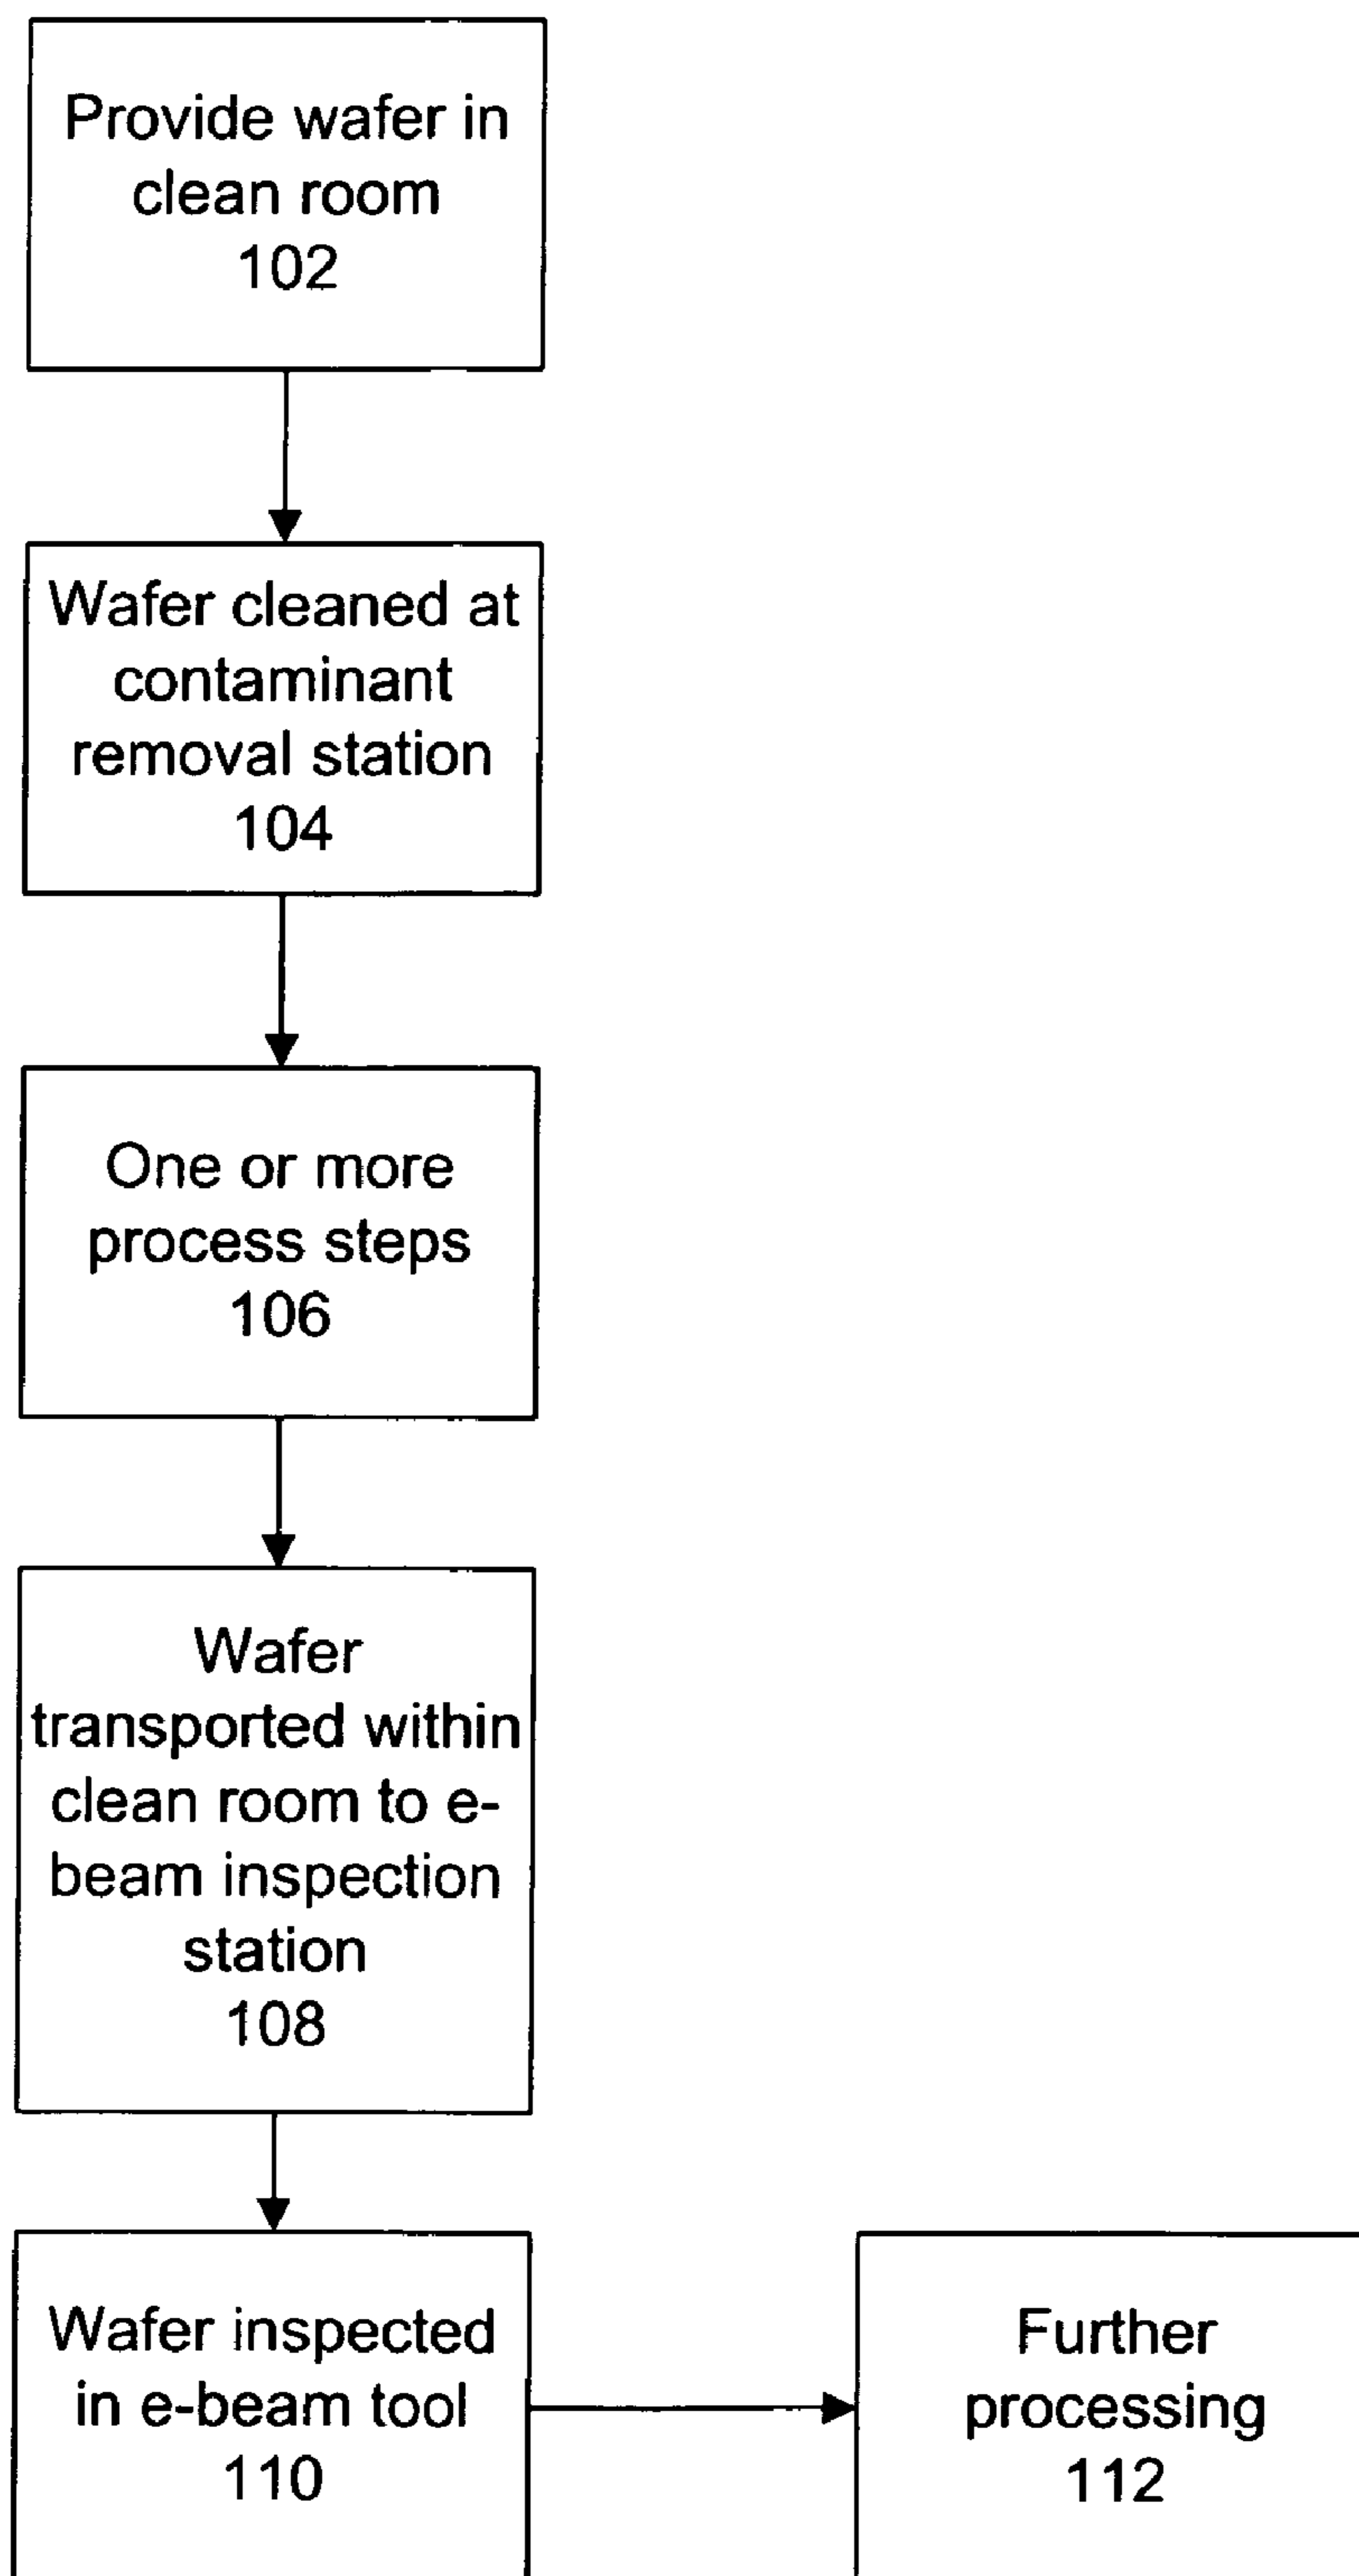 Provide wafer in
clean room
102
Wafer cleaned at
contaminant
removal station
104
One or more
process steps
106
Wafer
transported within
clean room to e-
beam inspection
station
108
Wafer inspected
in e-beam tool
110
Further
processing
112